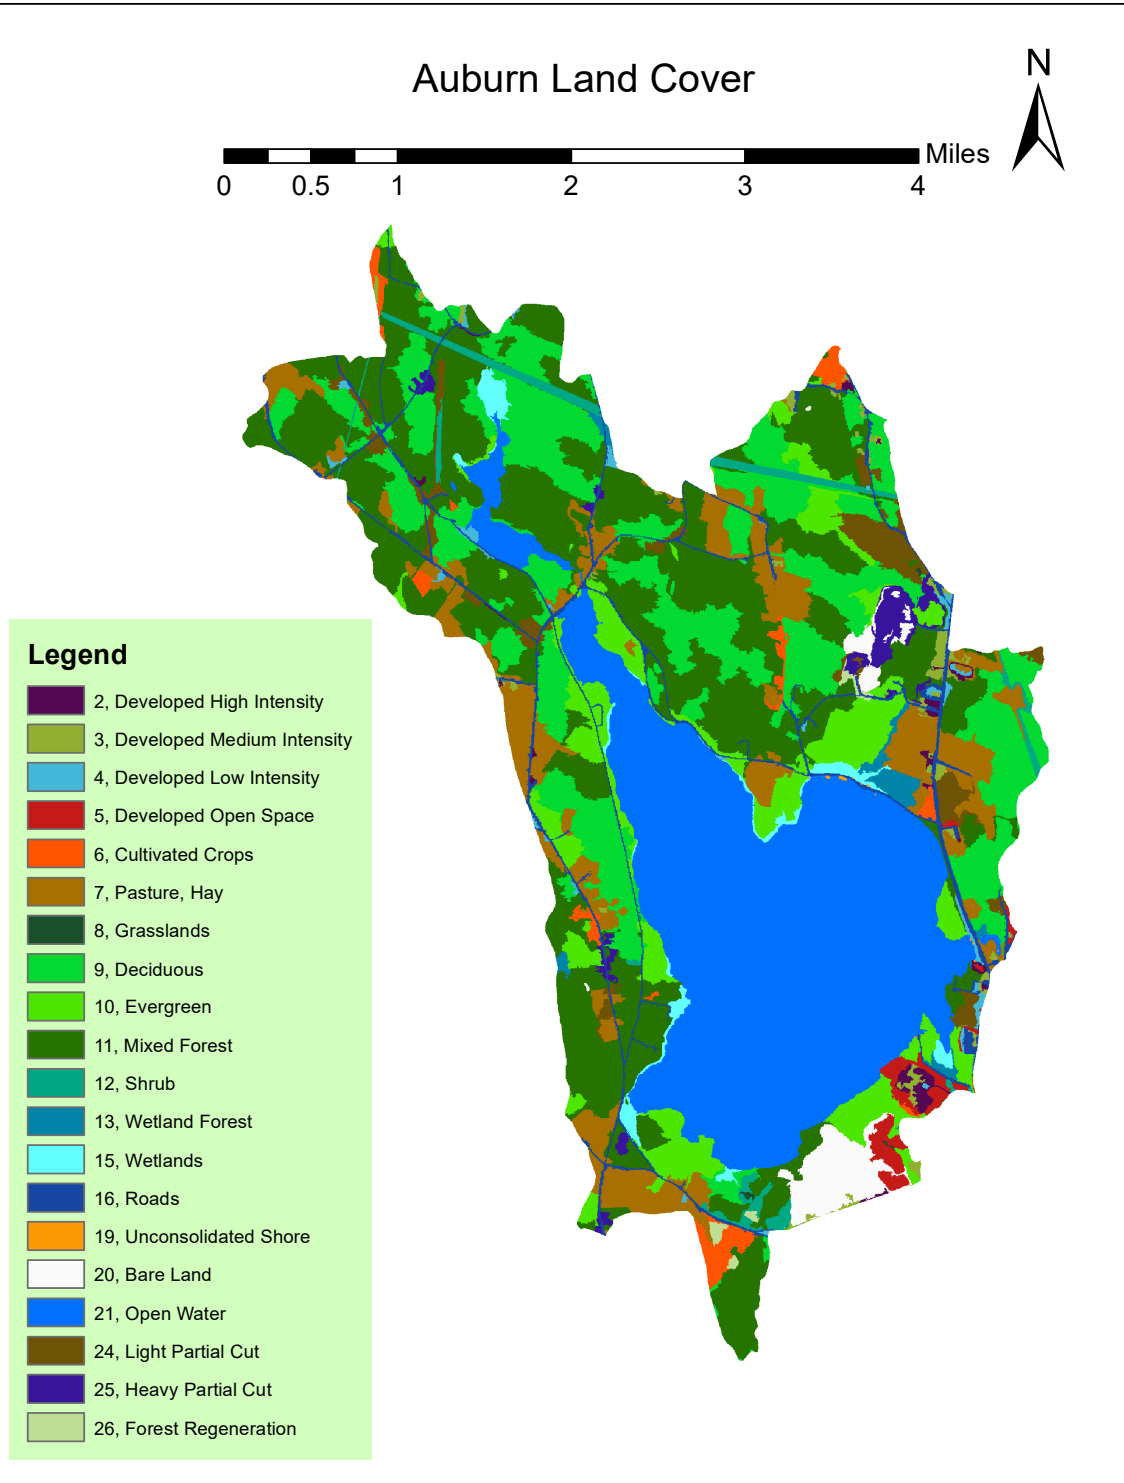 Auburn Land Cover
N
Miles
0 0.5 1 2 3 4
Legend
2, Developed High Intensity
3, Developed Medium Intensity
4, Developed Low Intensity
5, Developed Open Space
6, Cultivated Crops
7, Pasture, Hay
8, Grasslands
9, Deciduous
10, Evergreen
11, Mixed Forest
12, Shrub
13, Wetland Forest
15, Wetlands
16, Roads
19, Unconsolidated Shore
20, Bare Land
21, Open Water
24, Light Partial Cut
25, Heavy Partial Cut
26, Forest Regeneration